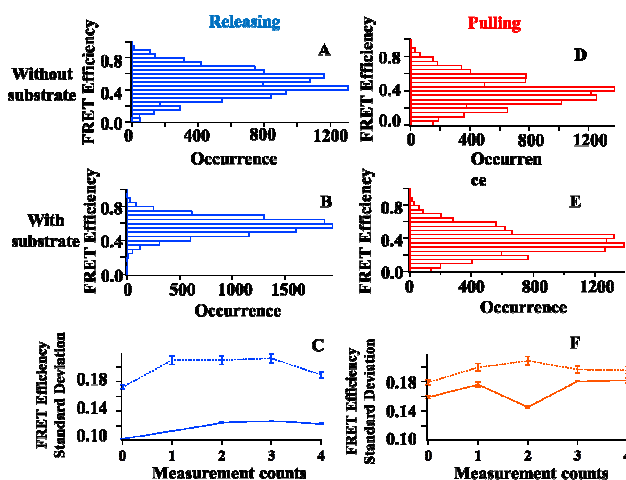 Releasing
Pulling
Without
substrate
FRET Efficiency
0.8
0.4
0.0
A
400
800
1200
Occurrence
FRET Efficiency
0.8
0.4
0.0
D
400
800
1200
Occurren
ce
With
substrate
FRET Efficiency
0.8
0.4
0.0
B
0
500
1000
1500
Occurrence
FRET Efficiency
0.8
0.4
0.0
E
0
400
800
1200
Occurrence
FRET Efficiency
Standard Deviation
0.18
0.14
0.10
C
0
1
2
3
4
Measurement counts
FRET Efficiency
Standard Deviation
0.18
0.14
0.10
F
0
1
2
3
4
Measurement counts